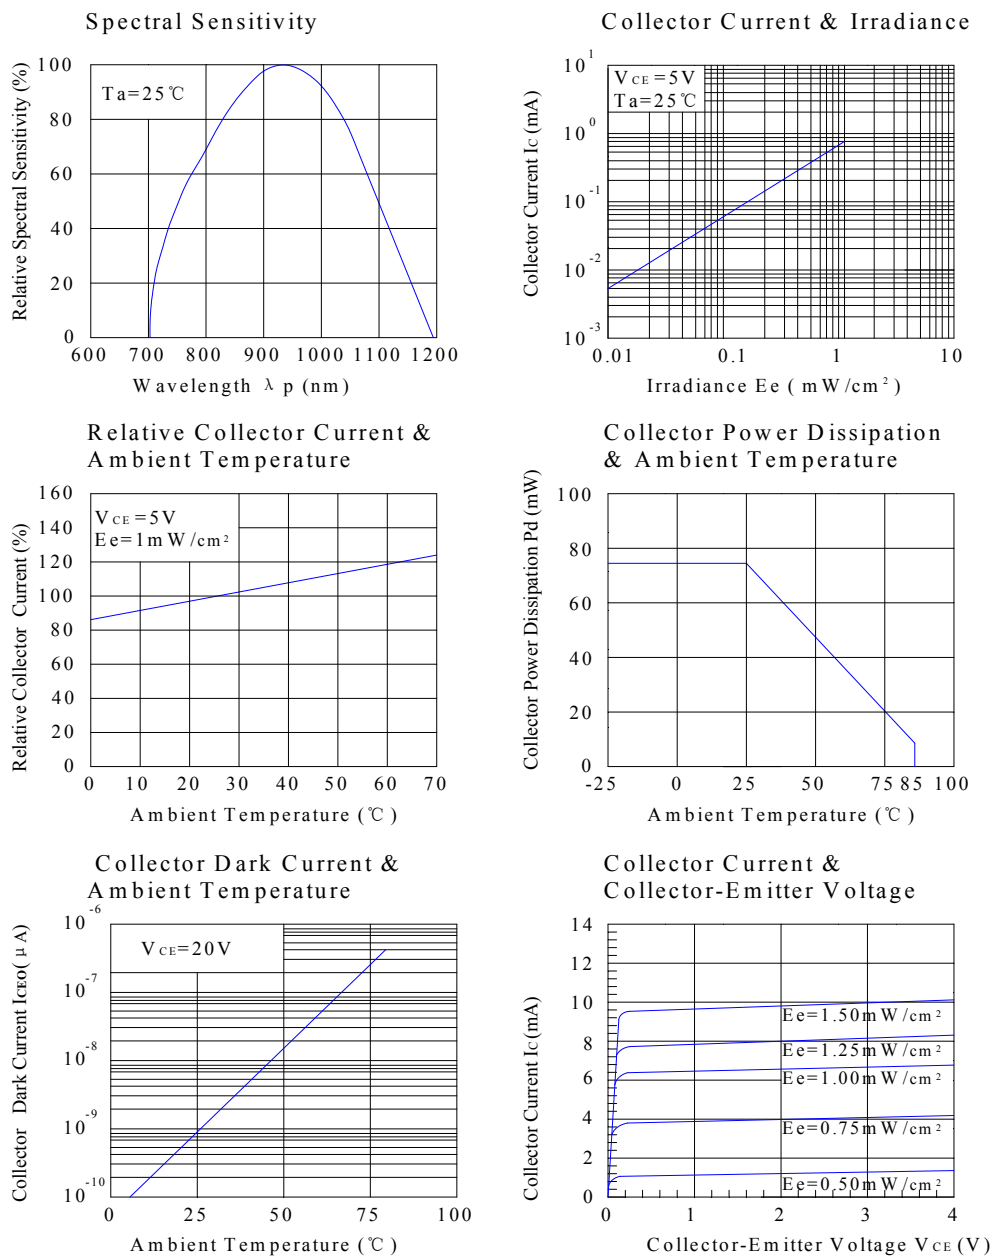 Spectral Sensitivity
Relative Spectral Sensitivity (%)
100
80
60
40
20
0
Ta=25℃
600 700 800 900 1000 1100 1200
Wavelength λ p (nm)
Collector Current & Irradiance
Collector Current Ic (mA)
10¹
10⁰
10⁻¹
10⁻²
10⁻³
VCE=5V
Ta=25℃
0.01 0.1 1 10
Irradiance Ee ( mW/cm²)
Relative Collector Current &
Ambient Temperature
Relative Collector Current (%)
160
140
120
100
80
60
40
20
0
VCE=5V
Ee=1mW/cm²
0 10 20 30 40 50 60 70
Ambient Temperature (℃)
Collector Power Dissipation
& Ambient Temperature
Collector Power Dissipation Pd (mW)
100
80
60
40
20
0
-25 0 25 50 75 85 100
Ambient Temperature (℃)
Collector Dark Current &
Ambient Temperature
Collector Dark Current ICEO( μ A)
10⁻⁶
10⁻⁷
10⁻⁸
10⁻⁹
10⁻¹⁰
VCE=20V
0 25 50 75 100
Ambient Temperature (℃)
Collector Current &
Collector-Emitter Voltage
Collector Current Ic (mA)
14
12
10
8
6
4
2
0
Ee=1.50mW/cm²
Ee=1.25mW/cm²
Ee=1.00mW/cm²
Ee=0.75mW/cm²
Ee=0.50mW/cm²
0 1 2 3 4
Collector-Emitter Voltage VCE (V)